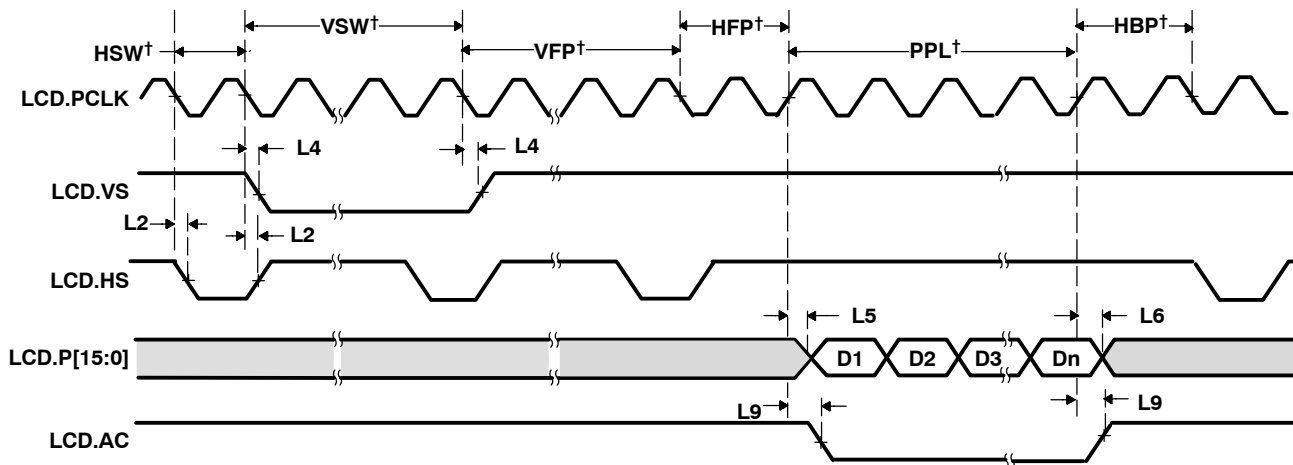 VSW†
HFP†
HBP†
HSW†
VFP†
PPL†
LCD.PCLK
L4
L4
LCD.VS
L2
L2
LCD.HS
L5
L6
LCD.P[15:0]
D1
D2
D3
Dn
L9
L9
LCD.AC